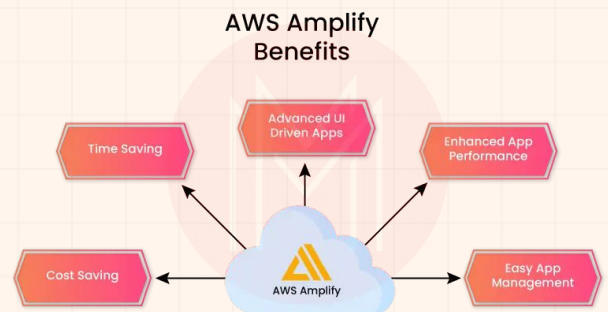 AWS Amplify
Benefits
Advanced UI
Driven Apps
Time Saving
Enhanced App
Performance
Cost Saving
AWS Amplify
Easy App
Management